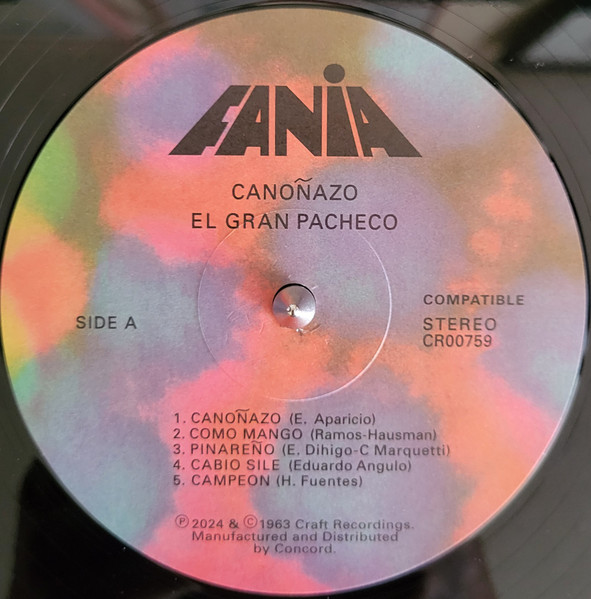 FANIA
CANOÑAZO
EL GRAN PACHECO
SIDE A
COMPATIBLE
STEREO
CR00759
1. CANOÑAZO (E. Aparicio)
2. COMO MANGO (Ramos-Hausman)
3. PINAREÑO (E. Dihigo-C Marquetti)
4. CABIO SILE (Eduardo Angulo)
5. CAMPEON (H. Fuentes)
℗2024 & ©1963 Craft Recordings.
Manufactured and Distributed
by Concord.